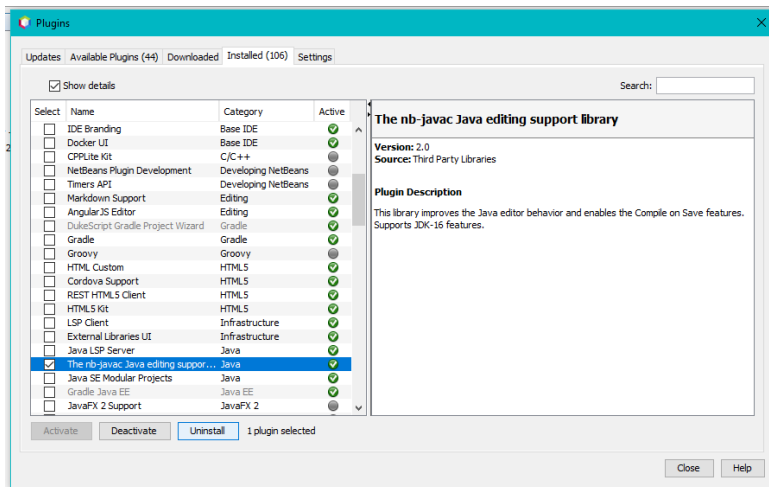 Plugins
Updates Available Plugins (44) Downloaded Installed (106) Settings
Show details Search:
Select Name Category Active
IDE Branding Base IDE
Docker UI Base IDE
CPPLite Kit C/C++
NetBeans Plugin Development Developing NetBeans
Timers API Developing NetBeans
Markdown Support Editing
AngularJS Editor Editing
DukeScript Gradle Project Wizard Gradle
Gradle Gradle
Groovy Groovy
HTML Custom HTML5
Cordova Support HTML5
REST HTML5 Client HTML5
HTML5 Kit HTML5
LSP Client Infrastructure
External Libraries UI Infrastructure
Java LSP Server Java
The nb-javac Java editing suppor... Java
Java SE Modular Projects Java
Gradle Java EE Java EE
JavaFX 2 Support JavaFX 2
The nb-javac Java editing support library
Version: 2.0
Source: Third Party Libraries
Plugin Description
This library improves the Java editor behavior and enables the Compile on Save features.
Supports JDK-16 features.
Activate Deactivate Uninstall 1 plugin selected
Close Help